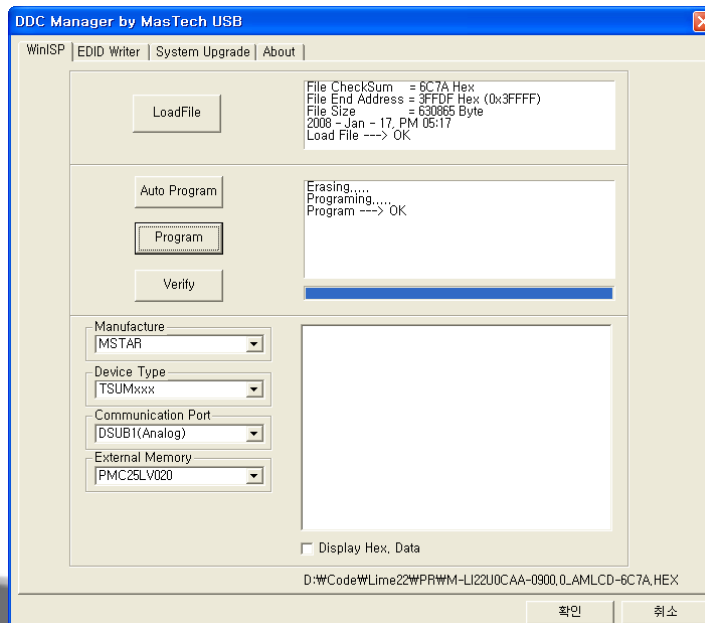 DDC Manager by MasTech USB
WinISP EDID Writer System Upgrade About
LoadFile
File CheckSum = 6C7A Hex
File End Address = 3FFDF Hex (0x3FFFF)
File Size = 630865 Byte
2008 - Jan - 17, PM 05:17
Load File ---> OK
Auto Program
Program
Verify
Erasing.....
Programing.....
Program ---> OK
Manufacture
MSTAR
Device Type
TSUMxxx
Communication Port
DSUB1(Analog)
External Memory
PMC25LV020
Display Hex. Data
D:₩Code₩Lime22₩PR₩M-LI22U0CAA-0900.0_AMLCD-6C7A.HEX
확인 취소